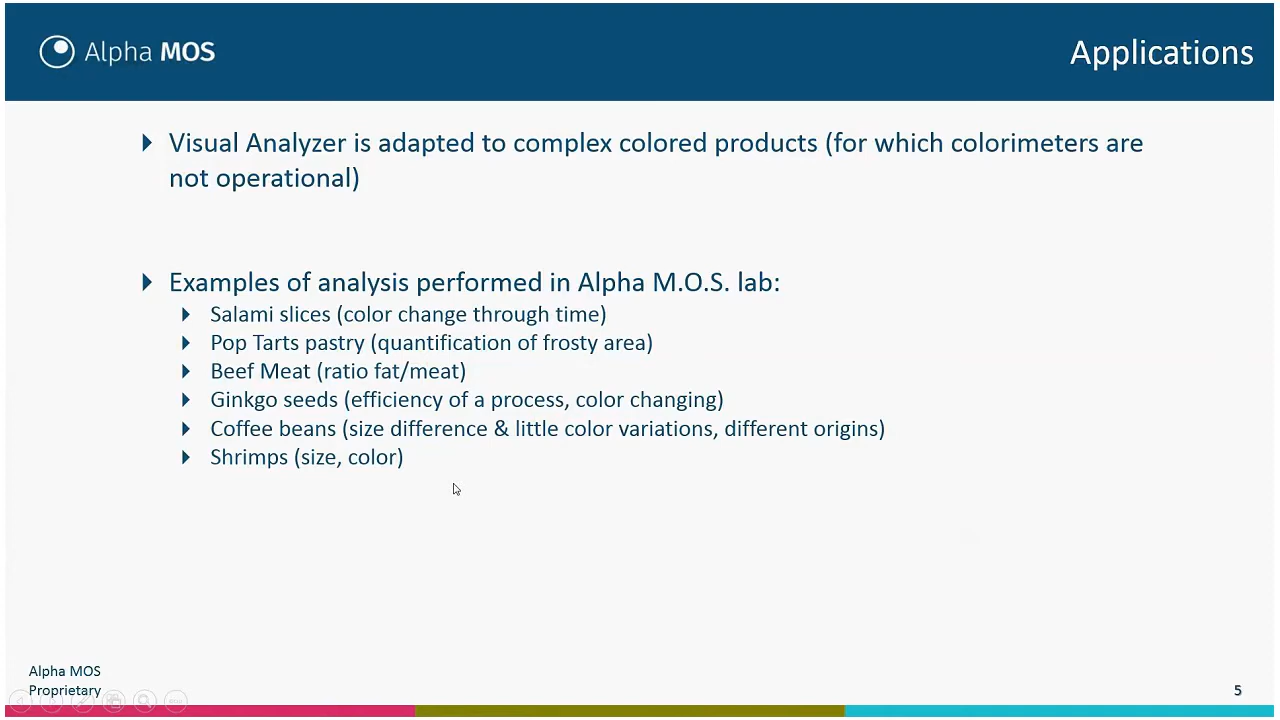 Alpha MOS
Applications
Visual Analyzer is adapted to complex colored products (for which colorimeters are
not operational)
Examples of analysis performed in Alpha M.O.S. lab:
Salami slices (color change through time)
Pop Tarts pastry (quantification of frosty area)
Beef Meat (ratio fat/meat)
Ginkgo seeds (efficiency of a process, color changing)
Coffee beans (size difference & little color variations, different origins)
Shrimps (size, color)
Alpha MOS
Proprietary
5